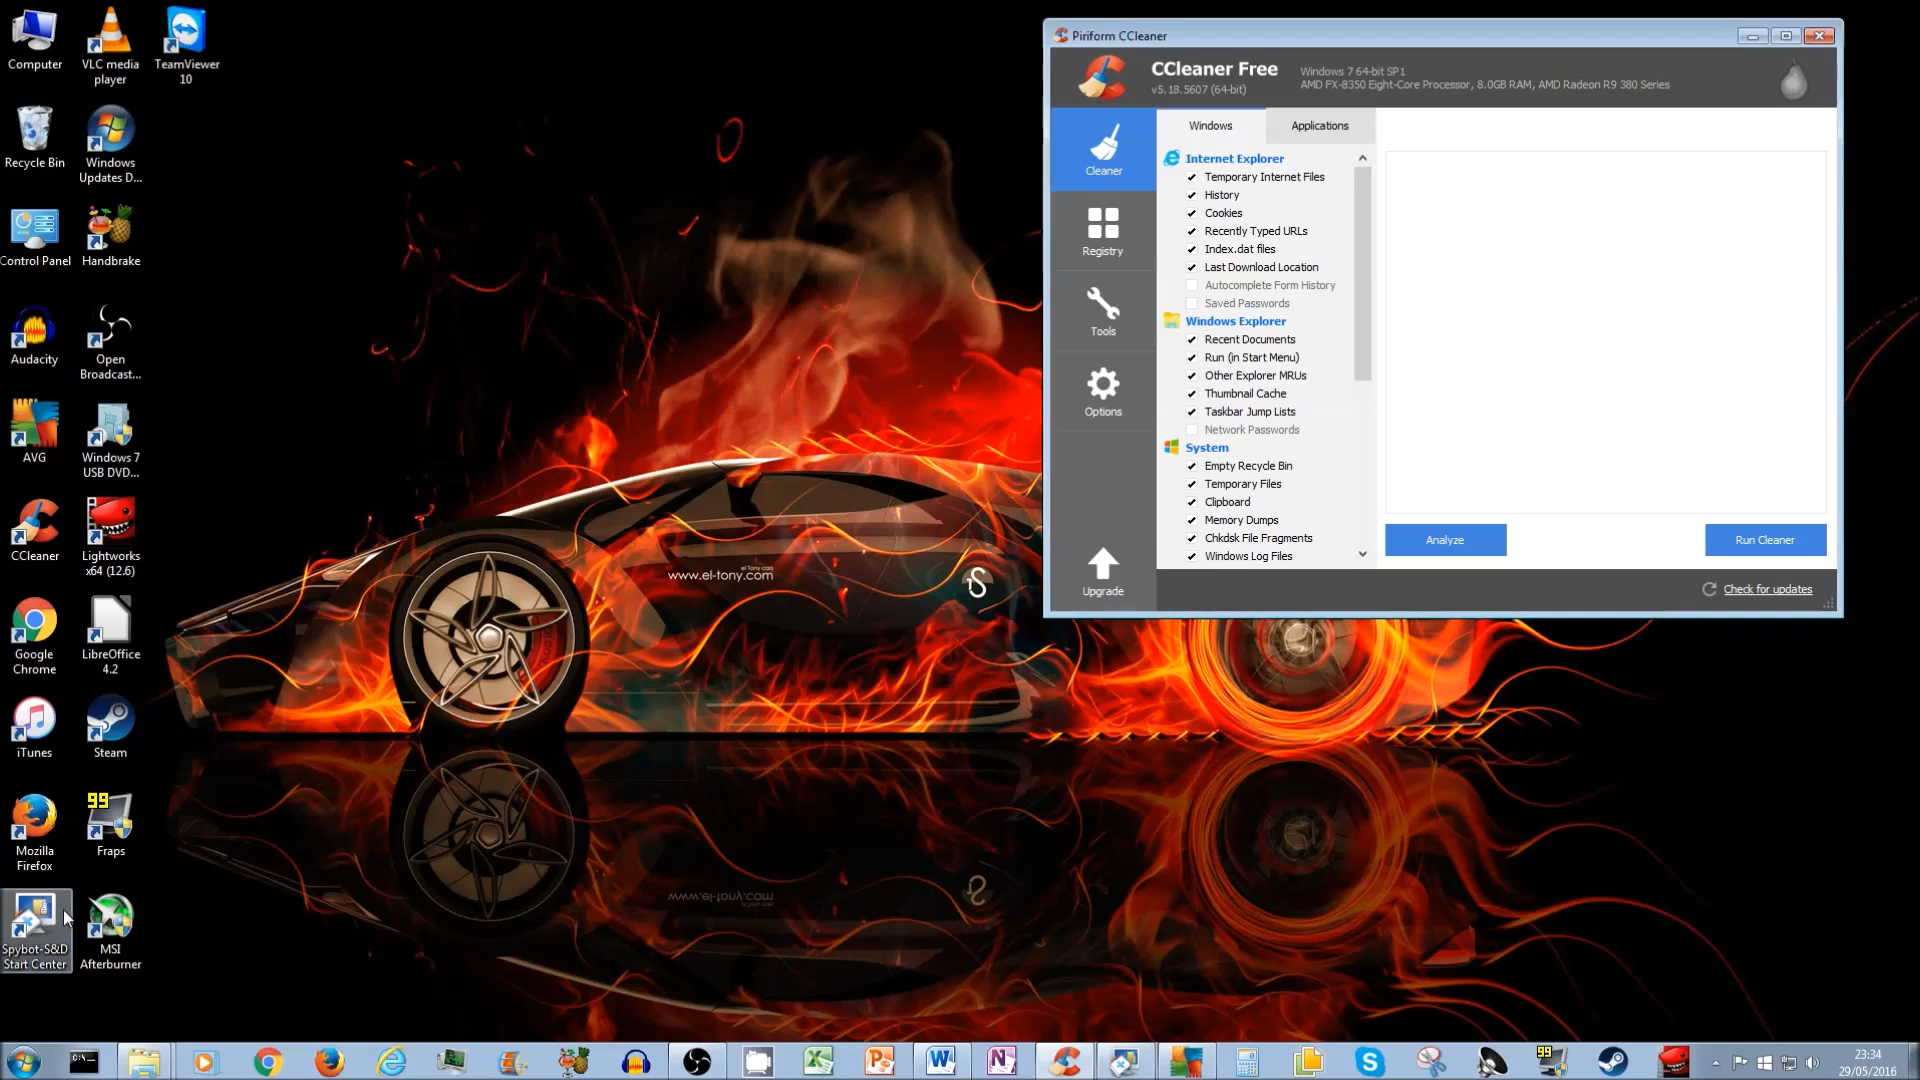 Computer
VLC media
player
TeamViewer
10
Recycle Bin
Windows
Updates D...
Control Panel
Handbrake
Audacity
Open
Broadcast...
AVG
Windows 7
USB DVD...
CCleaner
Lightworks
x64 (12.6)
Google
Chrome
LibreOffice
4.2
iTunes
Steam
Mozilla
Firefox
99
Fraps
Spybot-S&D
Start Center
MSI
Afterburner
Piriform CCleaner
CCleaner Free
v5.18.5607 (64-bit)
Windows 7 64-bit SP1
AMD FX-8350 Eight-Core Processor, 8.0GB RAM, AMD Radeon R9 380 Series
Cleaner
Registry
Tools
Options
Upgrade
Windows
Applications
Internet Explorer
Temporary Internet Files
History
Cookies
Recently Typed URLs
Index.dat files
Last Download Location
Autocomplete Form History
Saved Passwords
Windows Explorer
Recent Documents
Run (in Start Menu)
Other Explorer MRUs
Thumbnail Cache
Taskbar Jump Lists
Network Passwords
System
Empty Recycle Bin
Temporary Files
Clipboard
Memory Dumps
Chkdsk File Fragments
Windows Log Files
Analyze
Run Cleaner
Check for updates
www.el-tony.com
99
23:34
29/05/2016